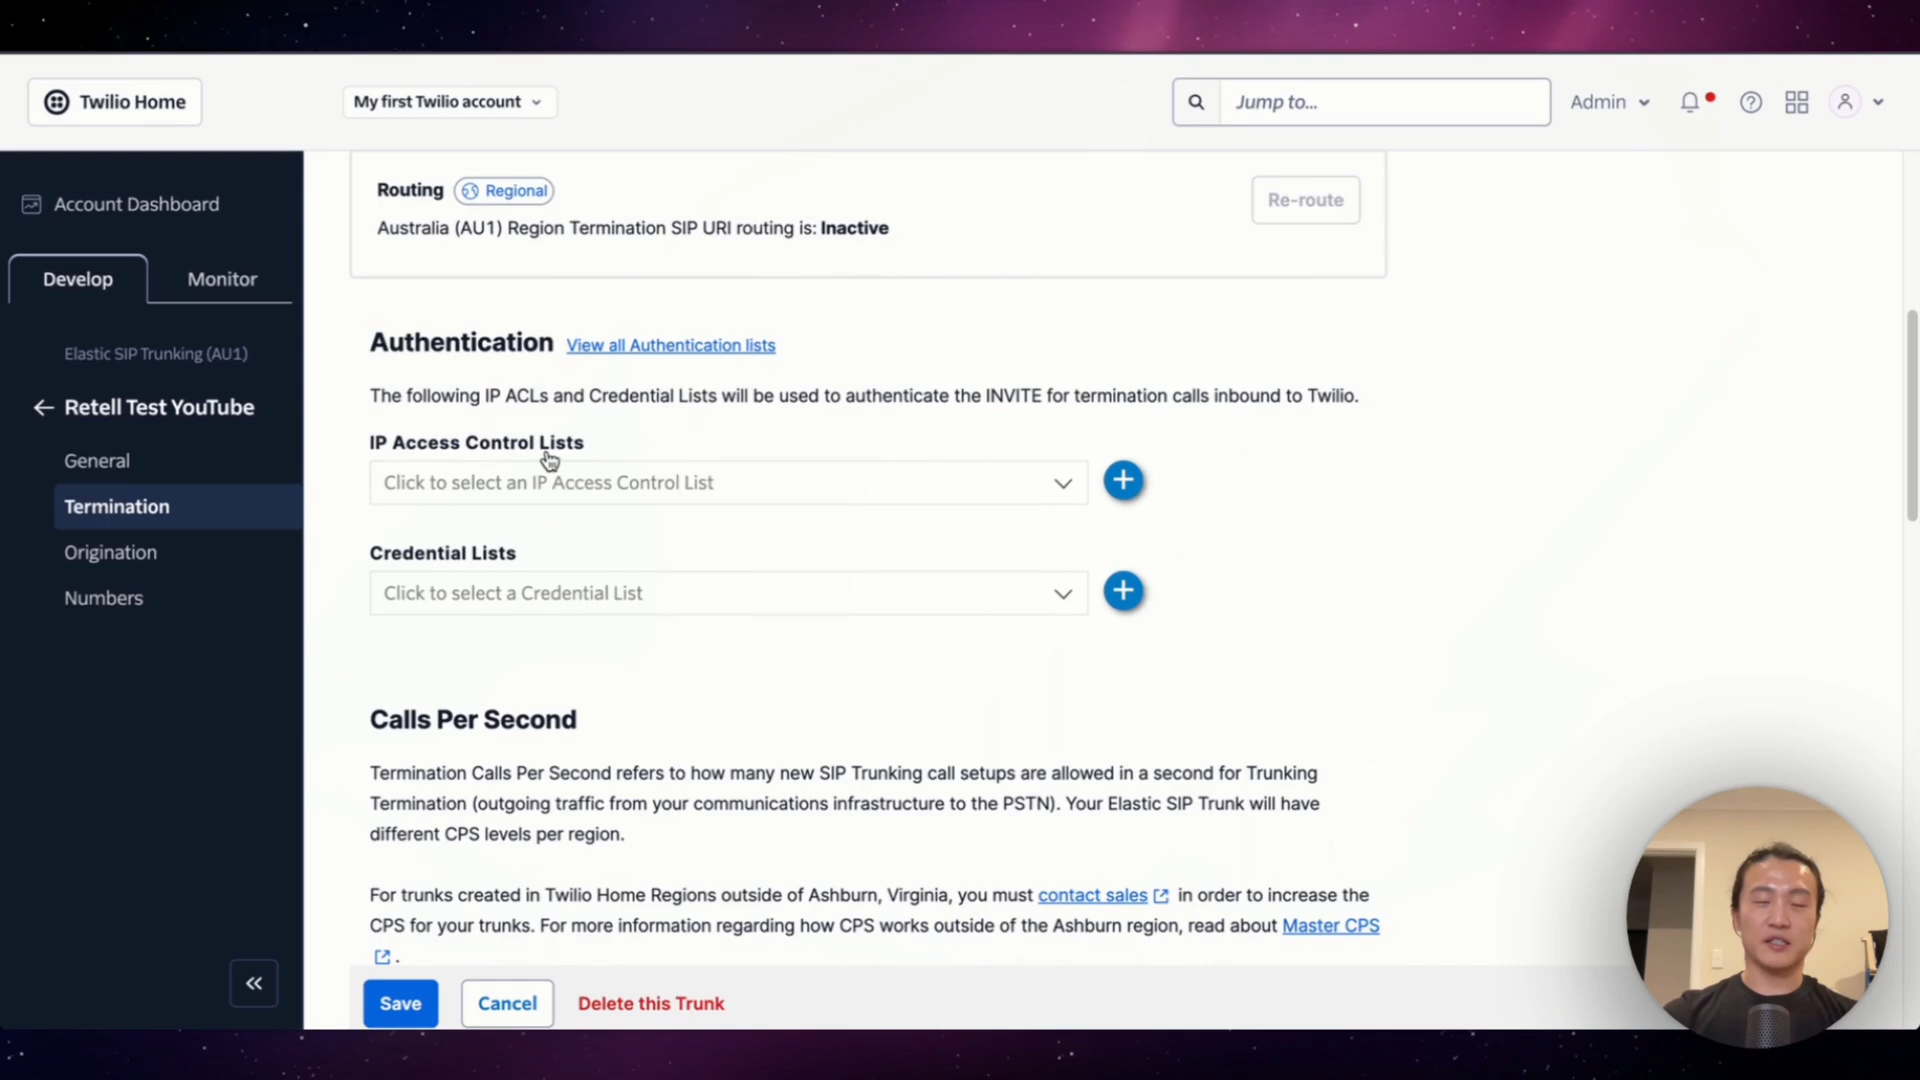 Twilio Home
My first Twilio account
Jump to...
Admin
Account Dashboard
Develop
Monitor
Elastic SIP Trunking (AU1)
Retell Test YouTube
General
Termination
Origination
Numbers
Routing
Regional
Re-route
Australia (AU1) Region Termination SIP URI routing is: Inactive
Authentication
View all Authentication lists
The following IP ACLs and Credential Lists will be used to authenticate the INVITE for termination calls inbound to Twilio.
IP Access Control Lists
Click to select an IP Access Control List
Credential Lists
Click to select a Credential List
Calls Per Second
Termination Calls Per Second refers to how many new SIP Trunking call setups are allowed in a second for Trunking
Termination (outgoing traffic from your communications infrastructure to the PSTN). Your Elastic SIP Trunk will have
different CPS levels per region.
For trunks created in Twilio Home Regions outside of Ashburn, Virginia, you must contact sales in order to increase the
CPS for your trunks. For more information regarding how CPS works outside of the Ashburn region, read about Master CPS
.
Save
Cancel
Delete this Trunk